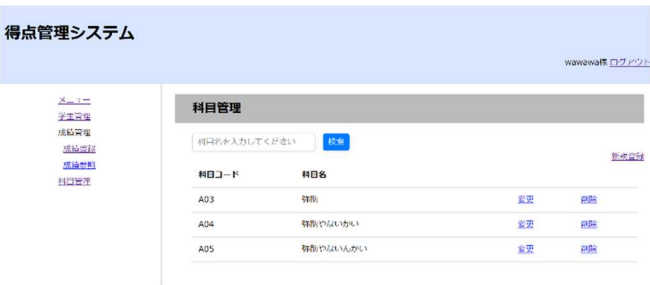 得点管理システム
wawawa様 ログアウト
メニュー
学生管理
成績管理
成績登録
成績参照
科目管理
科目管理
科目名を入力してください 検索
新規登録
科目コード 科目名
A03 変更 削除
A04 変更 削除
A05 変更 削除